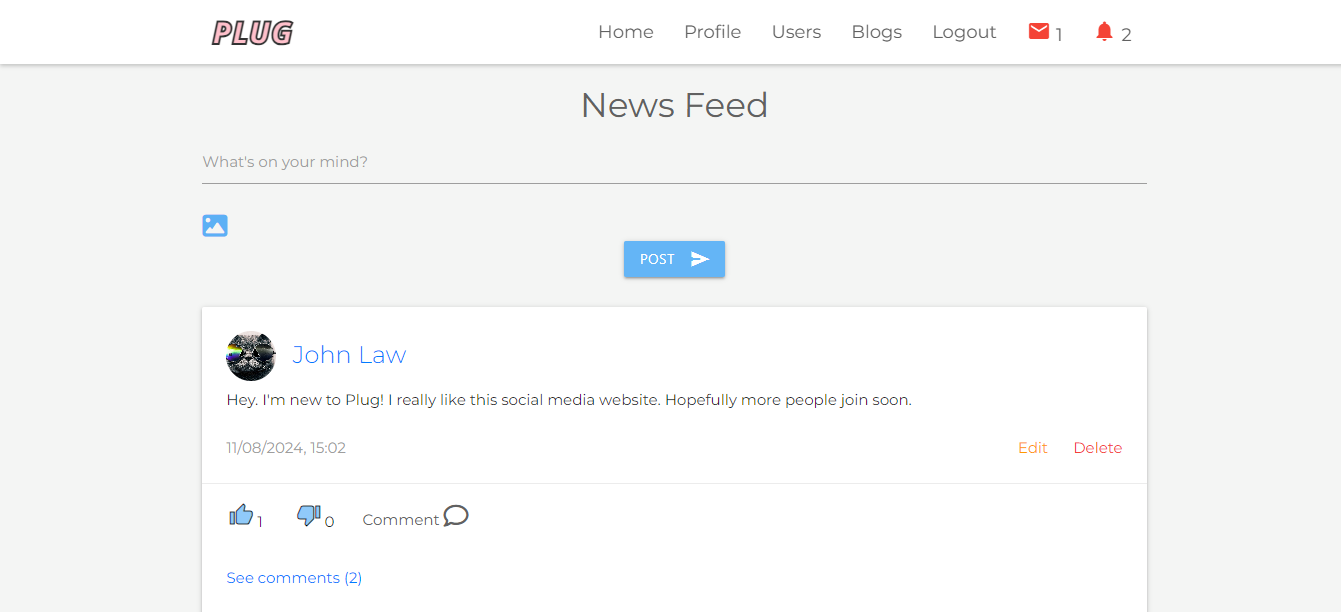 PLUG Home Profile Users Blogs Logout 1 2
News Feed
What's on your mind?
POST
John Law
Hey. I'm new to Plug! I really like this social media website. Hopefully more people join soon.
11/08/2024, 15:02 Edit Delete
1 0 Comment
See comments (2)